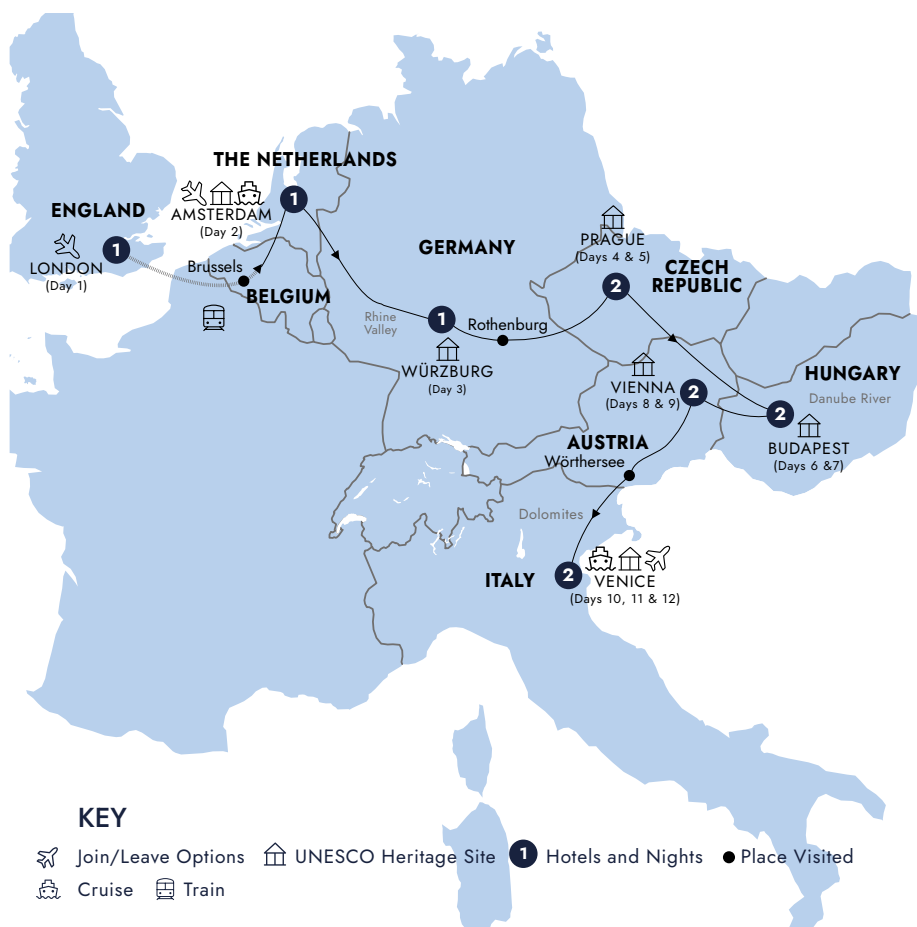 THE NETHERLANDS
1
AMSTERDAM
(Day 2)
ENGLAND
1
LONDON
(Day 1)
Brussels
BELGIUM
GERMANY
PRAGUE
(Days 4 & 5)
2
CZECH
REPUBLIC
Rhine
Valley
1
Rothenburg
WÜRZBURG
(Day 3)
VIENNA
(Days 8 & 9)
2
HUNGARY
Danube River
2
BUDAPEST
(Days 6 &7)
AUSTRIA
Wörthersee
Dolomites
ITALY
2
VENICE
(Days 10, 11 & 12)
KEY
Join/Leave Options
UNESCO Heritage Site
1
Hotels and Nights
Place Visited
Cruise
Train